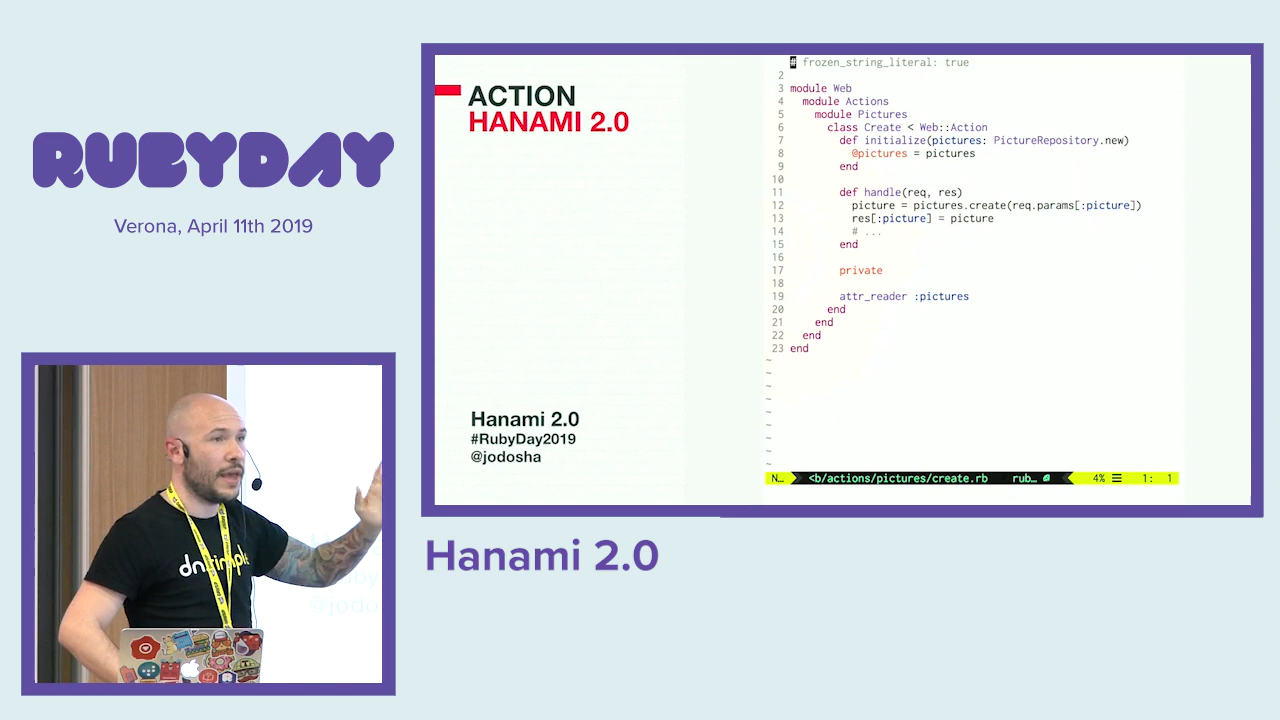 RUBYDAY
Verona, April 11th 2019
ACTION
HANAMI 2.0
Hanami 2.0
#RubyDay2019
@jodosha
# frozen_string_literal: true
2
3 module Web
4 module Actions
5 module Pictures
6 class Create < Web::Action
7 def initialize(pictures: PictureRepository.new)
8 @pictures = pictures
9 end
10
11 def handle(req, res)
12 picture = pictures.create(req.params[:picture])
13 res[:picture] = picture
14 # ...
15 end
16
17 private
18
19 attr_reader :pictures
20 end
21 end
22 end
23 end
~
~
~
~
~
~
~
~
~
N… <b/actions/pictures/create.rb rub… 4% ☰ 1: 1
Hanami 2.0
@jodo